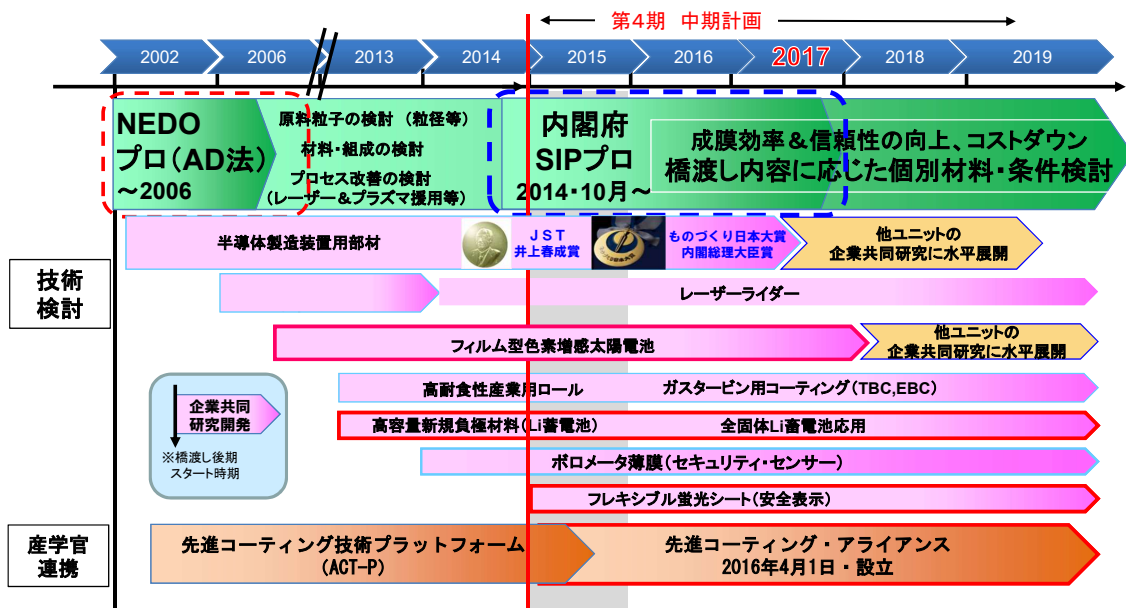 第4期 中期計画
2002
2006
2013
2014
2015
2016
2017
2018
2019
NEDO
プロ(AD法)
～2006
原料粒子の検討 (粒径等)
材料・組成の検討
プロセス改善の検討
(レーザー&プラズマ援用等)
内閣府
SIPプロ
2014・10月～
成膜効率&信頼性の向上、コストダウン
橋渡し内容に応じた個別材料・条件検討
技術
検討
半導体製造装置用部材
JST
井上春成賞
ものづくり日本大賞
内閣総理大臣賞
他ユニットの
企業共同研究に水平展開
レーザーライダー
フィルム型色素増感太陽電池
他ユニットの
企業共同研究に水平展開
高耐食性産業用ロール
ガスタービン用コーティング(TBC,EBC)
高容量新規負極材料(Li蓄電池)
全固体Li畜電池応用
ボロメータ薄膜(セキュリティ・センサー)
フレキシブル蛍光シート(安全表示)
企業共同
研究開発
※橋渡し後期
スタート時期
産学官
連携
先進コーティング技術プラットフォーム
(ACT-P)
先進コーティング・アライアンス
2016年4月1日・設立